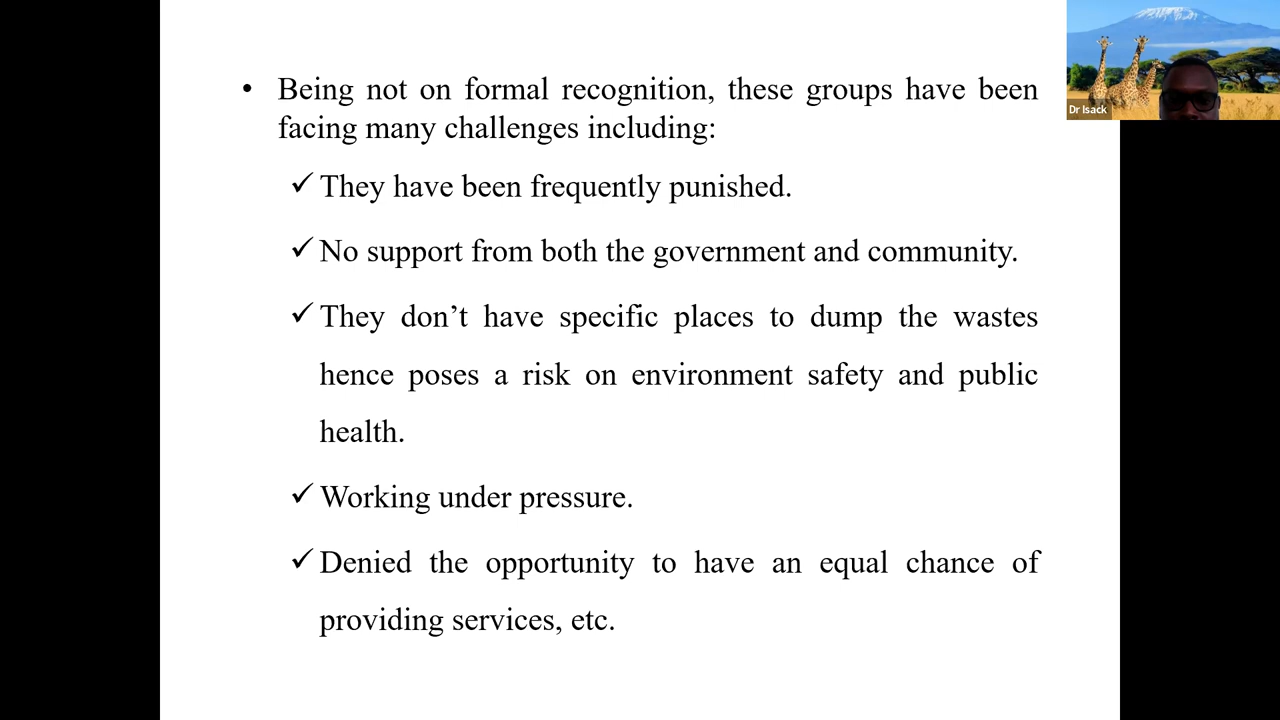 • Being not on formal recognition, these groups have been
facing many challenges including:
✓ They have been frequently punished.
✓ No support from both the government and community.
✓ They don’t have specific places to dump the wastes
hence poses a risk on environment safety and public
health.
✓ Working under pressure.
✓ Denied the opportunity to have an equal chance of
providing services, etc.
Dr Isack